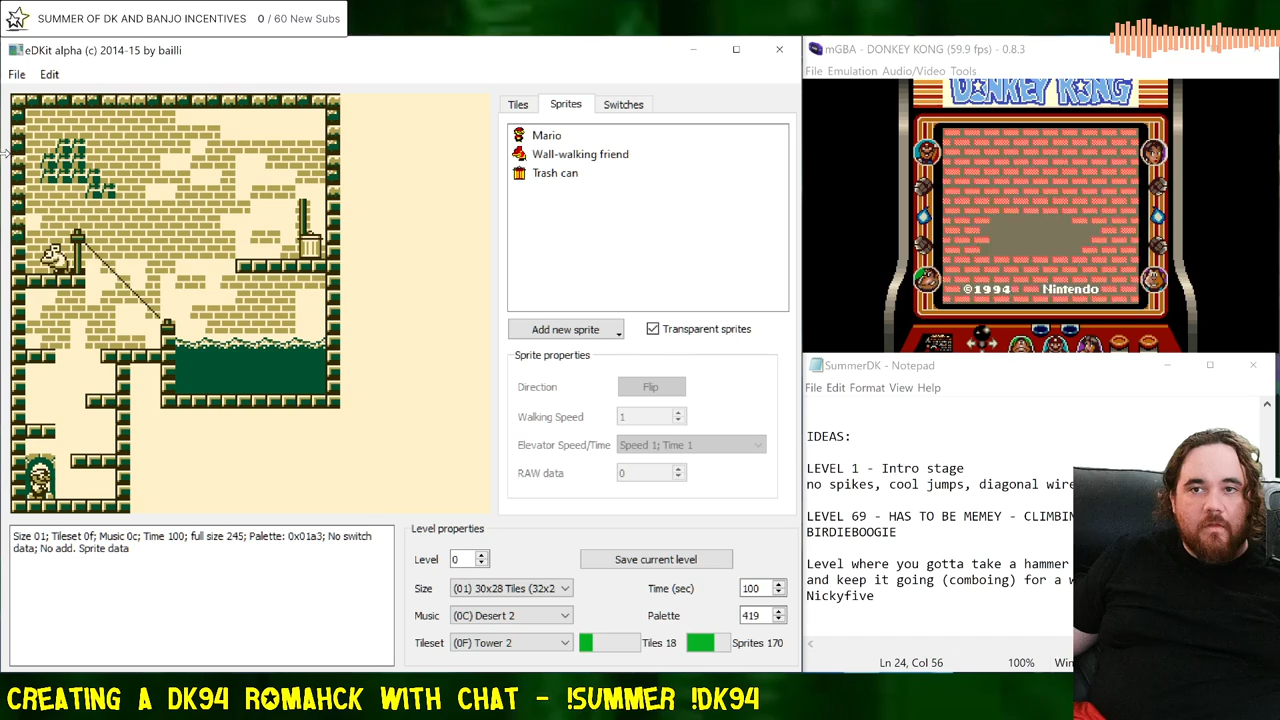 SUMMER OF DK AND BANJO INCENTIVES 0 / 60 New Subs
eDKit alpha (c) 2014-15 by bailli
File Edit
Tiles Sprites Switches
Mario
Wall-walking friend
Trash can
Add new sprite Transparent sprites
Sprite properties
Direction Flip
Walking Speed 1
Elevator Speed/Time Speed 1; Time 1
RAW data 0
Size 01; Tileset 0f; Music 0c; Time 100; full size 245; Palette: 0x01a3; No switch
data; No add. Sprite data
Level properties
Level 0 Save current level
Size (01) 30x28 Tiles (32x2 Time (sec) 100
Music (0C) Desert 2 Palette 419
Tileset (0F) Tower 2 Tiles 18 Sprites 170
mGBA - DONKEY KONG (59.9 fps) - 0.8.3
File Emulation Audio/Video Tools
DONKEY KONG
©1994 Nintendo
SummerDK - Notepad
File Edit Format View Help
IDEAS:
LEVEL 1 - Intro stage
no spikes, cool jumps, diagonal wire
LEVEL 69 - HAS TO BE MEMEY - CLIMBIN
BIRDIEBOOGIE
Level where you gotta take a hammer
and keep it going (comboing) for a w
Nickyfive
Ln 24, Col 56 100% Win
CREATING A DK94 ROMAHCK WITH CHAT - !SUMMER !DK94